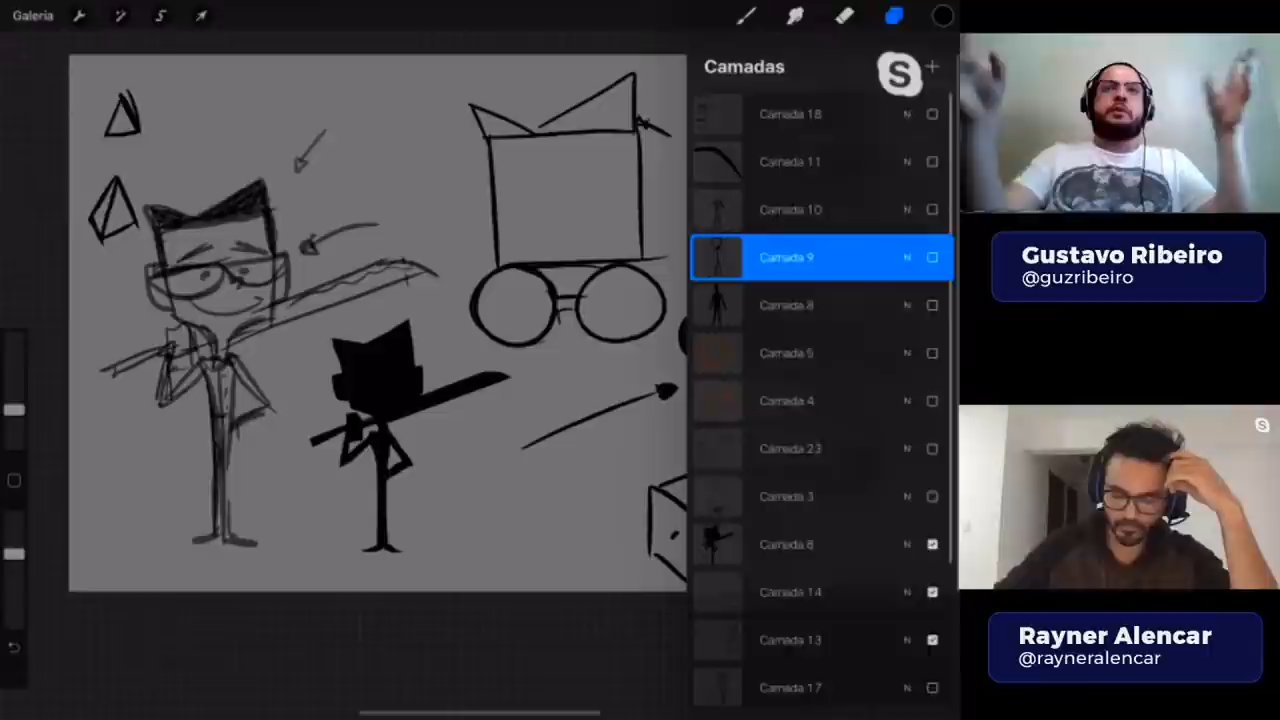 Galeria
Camadas
S
Camada 18 N
Camada 11 N
Camada 10 N
Camada 9 N
Camada 8 N
Camada 5 N
Camada 4 N
Camada 23 N
Camada 3 N
Camada 6 N
Camada 14 N
Camada 13 N
Camada 17 N
Gustavo Ribeiro
@guzribeiro
S
Rayner Alencar
@rayneralencar